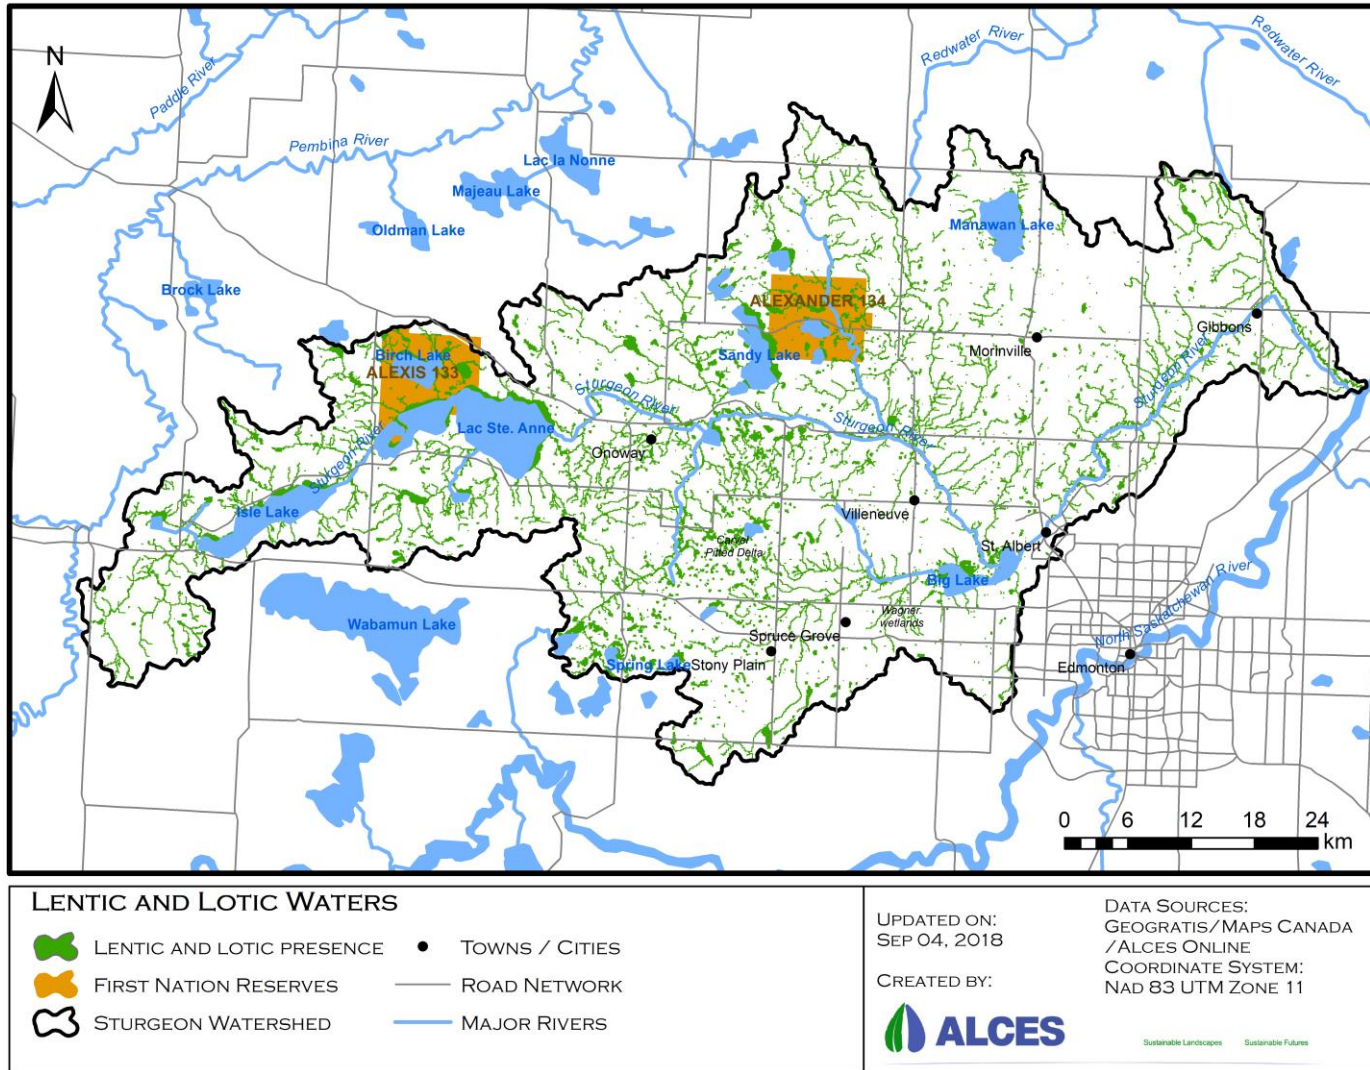 N
Paddle River
Pembina River
Redwater River
Redwater River
Lac la Nonne
Majeau Lake
Oldman Lake
Manawan Lake
Brock Lake
ALEXANDER 134
Gibbons
Morinville
Birch Lake
Sandy Lake
ALEXIS 133
Sturgeon River
Sturgeon River
Lac Ste. Anne
Sturgeon River
Sturgeon River
Onoway
Isle Lake
Villeneuve
Carvel
Pitted Delta
St. Albert
Big Lake
Wabamun Lake
Wagner
wetlands
North Saskatchewan River
Spruce Grove
Spring Lake
Stony Plain
Edmonton
0 6 12 18 24
km
LENTIC AND LOTIC WATERS
LENTIC AND LOTIC PRESENCE
TOWNS / CITIES
FIRST NATION RESERVES
ROAD NETWORK
STURGEON WATERSHED
MAJOR RIVERS
UPDATED ON:
SEP 04, 2018
CREATED BY:
ALCES
DATA SOURCES:
GEOGRATIS/MAPS CANADA
/ALCES ONLINE
COORDINATE SYSTEM:
NAD 83 UTM ZONE 11
Sustainable Landscapes Sustainable Futures